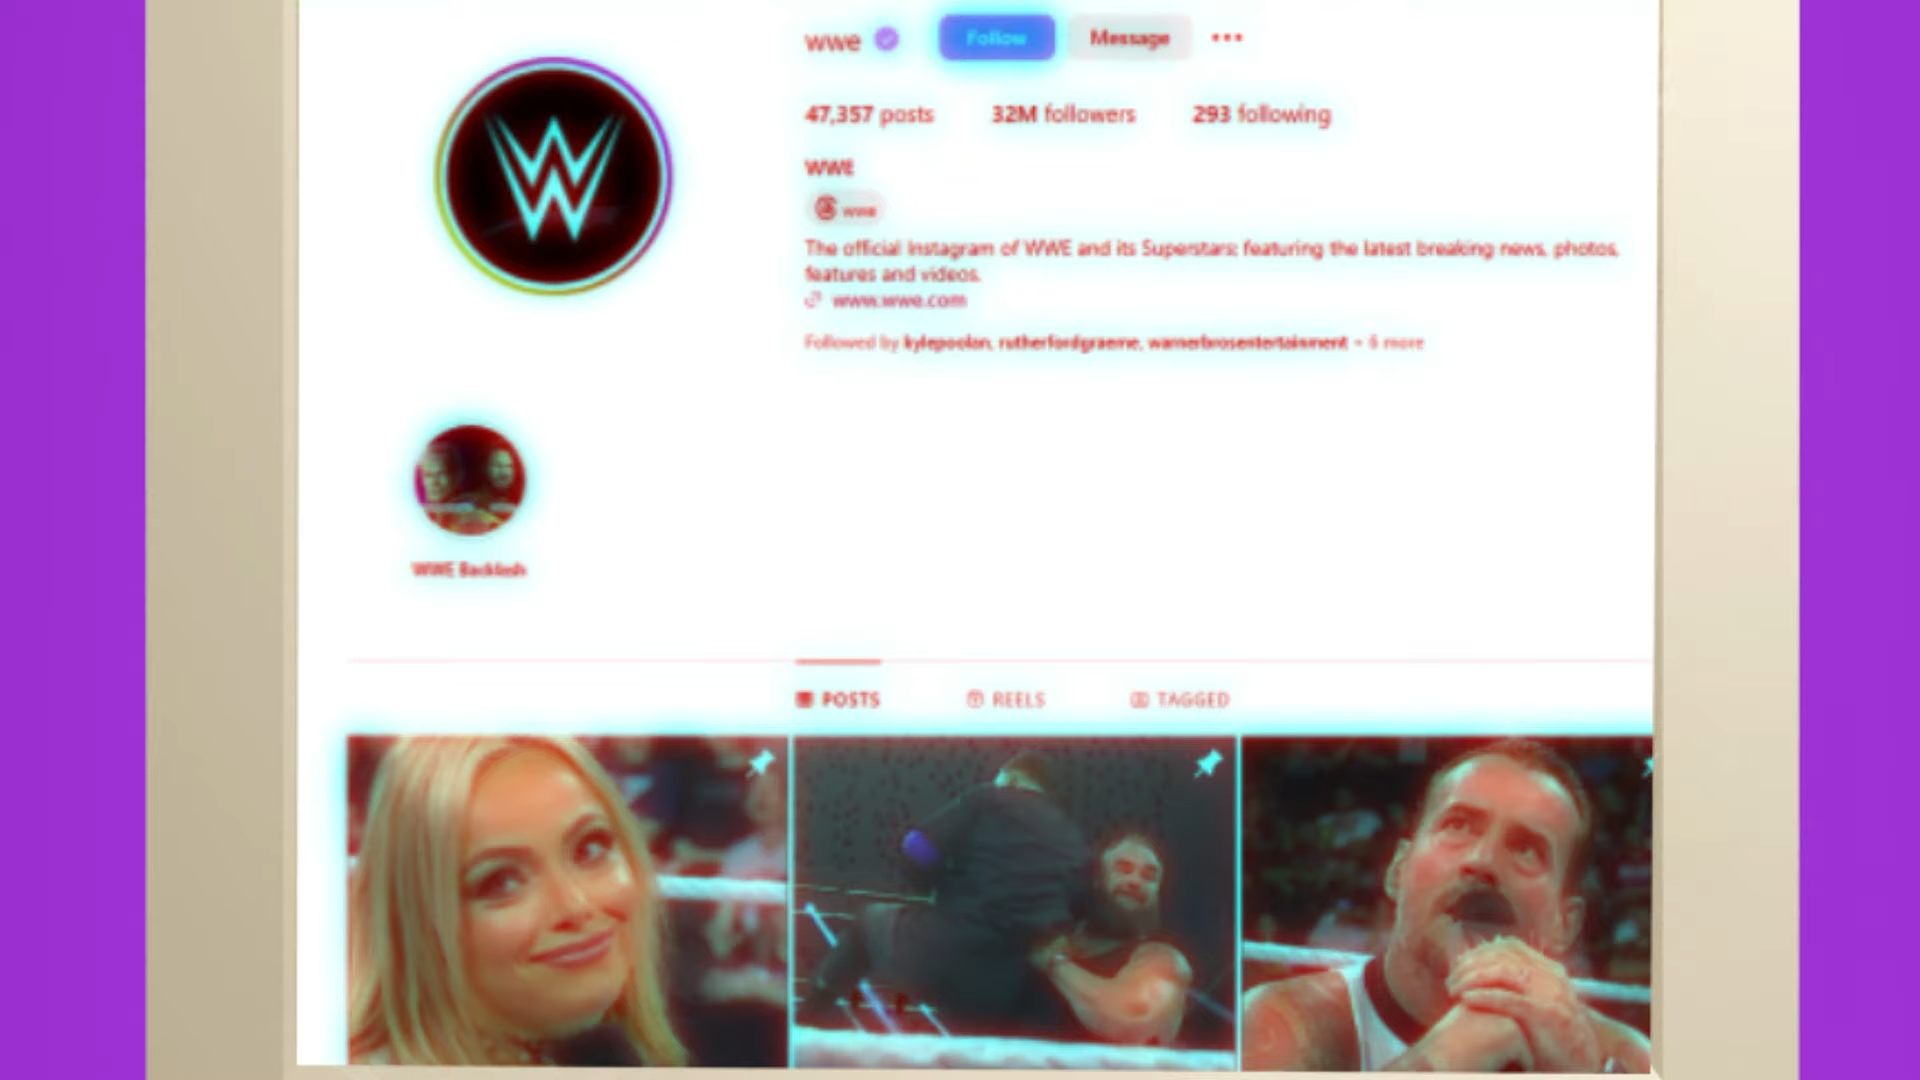 wwe Follow Message
47,357 posts 32M followers 293 following
WWE
wwe
The official Instagram of WWE and its Superstars; featuring the latest breaking news, photos,
features and videos.
www.wwe.com
Followed by kylepoolan, rutherfordgraeme, warnerbrosentertainment + 6 more
WWE Backlash
POSTS REELS TAGGED